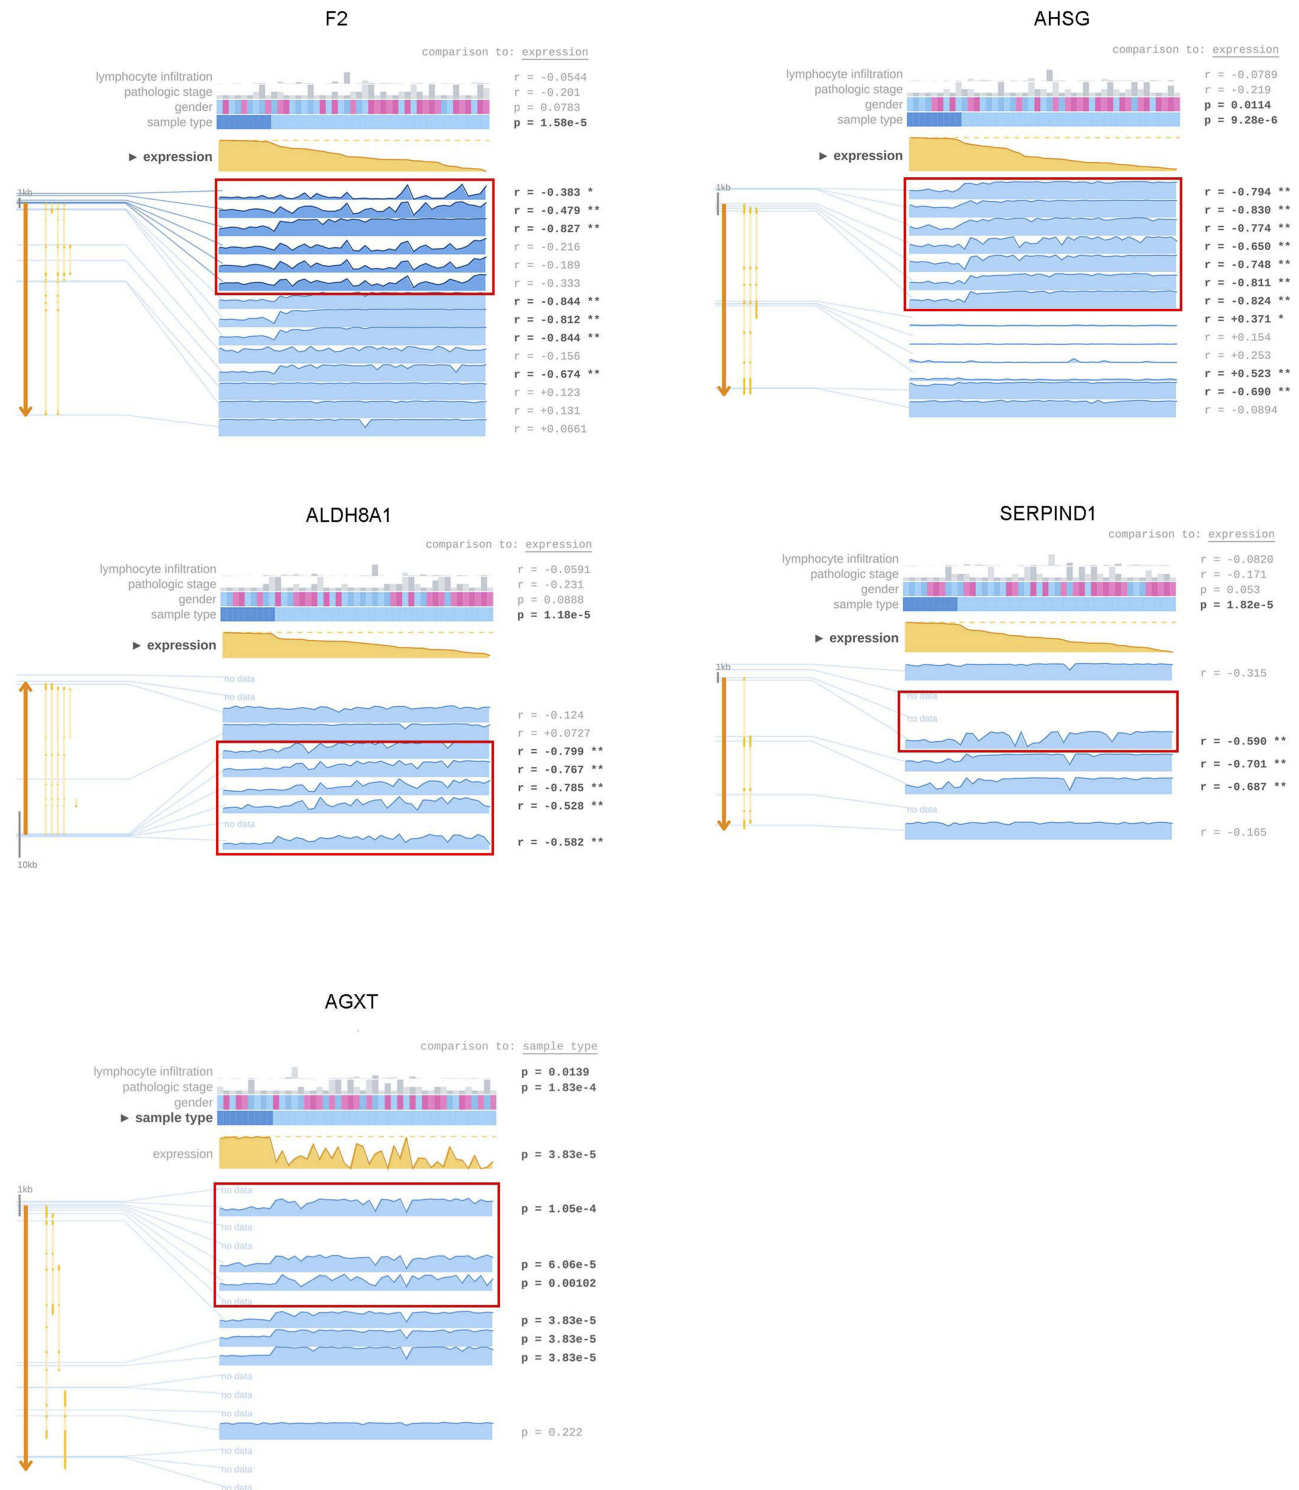 F2
comparison to: expression
lymphocyte infiltration r = -0.0544
pathologic stage r = -0.201
gender p = 0.0783
sample type p = 1.58e-5
► expression
1kb
r = -0.383 *
r = -0.479 **
r = -0.827 **
r = -0.216
r = -0.189
r = -0.333
r = -0.844 **
r = -0.812 **
r = -0.844 **
r = -0.156
r = -0.674 **
r = +0.123
r = +0.131
r = +0.0661
AHSG
comparison to: expression
lymphocyte infiltration r = -0.0789
pathologic stage r = -0.219
gender p = 0.0114
sample type p = 9.28e-6
► expression
1kb
r = -0.794 **
r = -0.830 **
r = -0.774 **
r = -0.650 **
r = -0.748 **
r = -0.811 **
r = -0.824 **
r = +0.371 *
r = +0.154
r = +0.253
r = +0.523 **
r = -0.690 **
r = -0.0894
ALDH8A1
comparison to: expression
lymphocyte infiltration r = -0.0591
pathologic stage r = -0.231
gender p = 0.0888
sample type p = 1.18e-5
► expression
no data
no data
r = -0.124
r = +0.0727
r = -0.799 **
r = -0.767 **
r = -0.785 **
r = -0.528 **
no data
r = -0.582 **
10kb
SERPIND1
comparison to: expression
lymphocyte infiltration r = -0.0820
pathologic stage r = -0.171
gender p = 0.053
sample type p = 1.82e-5
► expression
1kb
r = -0.315
no data
no data
r = -0.590 **
r = -0.701 **
r = -0.687 **
no data
r = -0.165
AGXT
comparison to: sample type
lymphocyte infiltration p = 0.0139
pathologic stage p = 1.83e-4
gender
► sample type
expression p = 3.83e-5
1kb
no data
p = 1.05e-4
no data
no data
p = 6.06e-5
p = 0.00102
no data
p = 3.83e-5
p = 3.83e-5
p = 3.83e-5
no data
no data
no data
p = 0.222
no data
no data
no data